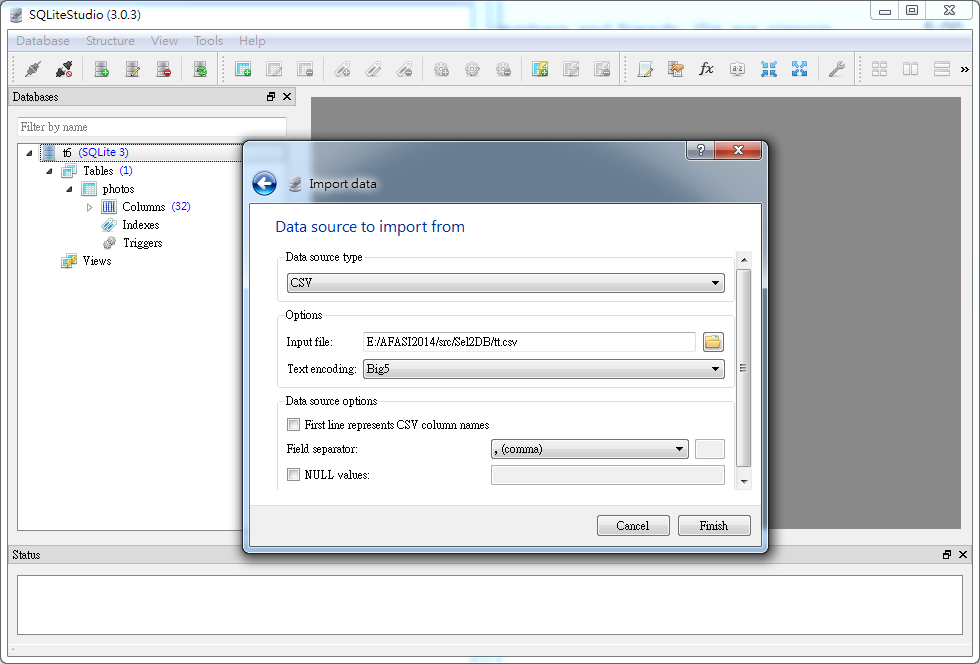 SQLiteStudio (3.0.3)
Database Structure View Tools Help
Databases
Filter by name
t6 (SQLite 3)
Tables (1)
photos
Columns (32)
Indexes
Triggers
Views
Import data
Data source to import from
Data source type
CSV
Options
Input file: E:/AFASI2014/src/Sel2DB/tt.csv
Text encoding: Big5
Data source options
First line represents CSV column names
Field separator: , (comma)
NULL values:
Cancel Finish
Status